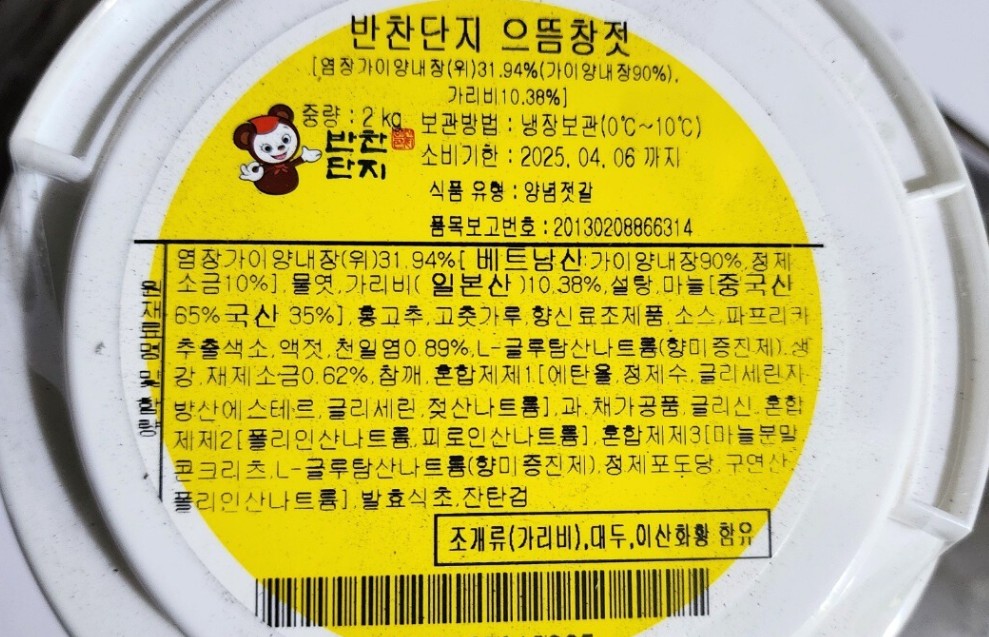 반찬단지 으뜸창젓
[염장가이양내장(위)31.94%(가이양내장90%),
가리비10.38%]
중량 : 2 kg
반찬
단지
보관방법 : 냉장보관(0℃~10℃)
소비기한 : 2025. 04. 06 까지
식품 유형 : 양념젓갈
품목보고번호 : 20130208866314
원재료명 및 함량
염장가이양내장(위)31.94%[ 베트남산:가이양내장90%,정제
소금10%],물엿,가리비( 일본산 )10.38%,설탕,마늘[중국산
65%국산 35%],홍고추,고춧가루,향신료조제품,소스,파프리카
추출색소,액젓,천일염0.89%,L-글루탐산나트륨(향미증진제),생
강,재제소금0.62%,참깨,혼합제제1[에탄올,정제수,글리세린지
방산에스테르,글리세린,젖산나트륨],과.채가공품,글리신,혼합
제제2[폴리인산나트륨,피로인산나트륨],혼합제제3[마늘분말
콘크리츠,L-글루탐산나트륨(향미증진제),정제포도당,구연산,
폴리인산나트륨],발효식초,잔탄검
조개류(가리비),대두,이산화황 함유